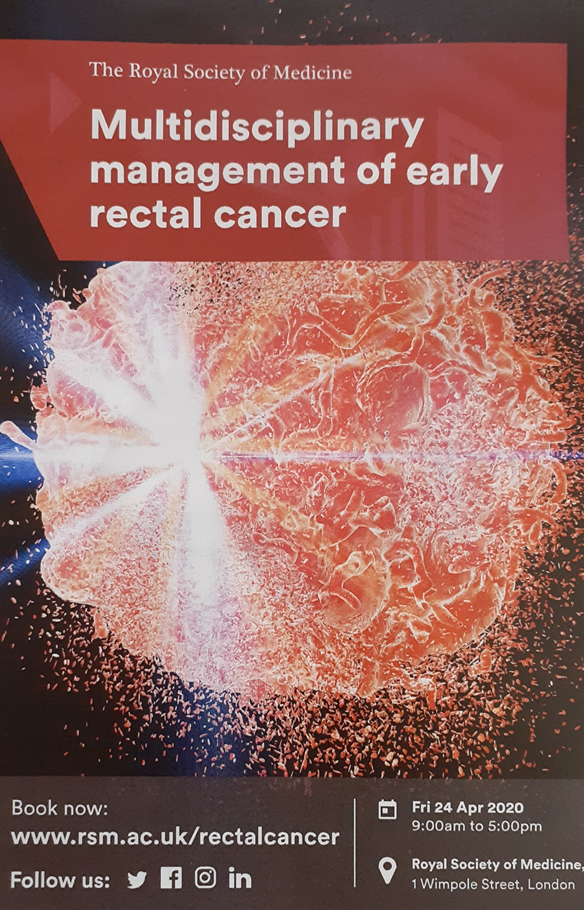 The Royal Society of Medicine
Multidisciplinary
management of early
rectal cancer
Book now:
www.rsm.ac.uk/rectalcancer
Follow us:
Fri 24 Apr 2020
9:00am to 5:00pm
Royal Society of Medicine,
1 Wimpole Street, London